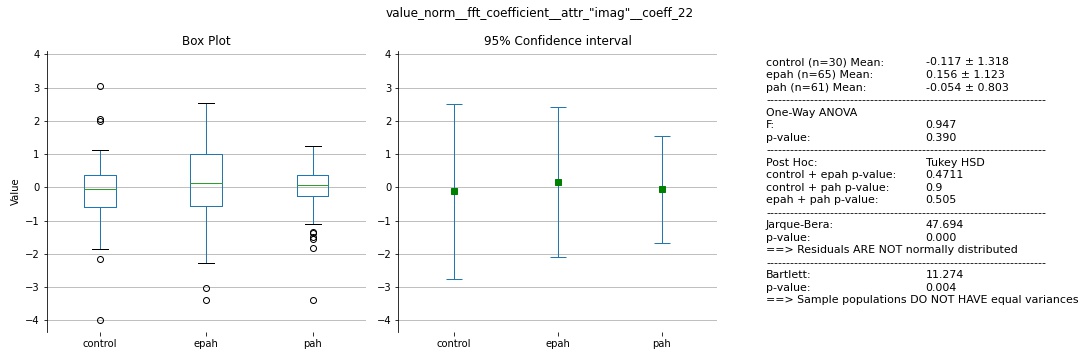 value_norm__fft_coefficient__attr_"imag"__coeff_22
Box Plot
Value
4
3
2
1
0
−1
−2
−3
−4
control epah pah
95% Confidence interval
4
3
2
1
0
−1
−2
−3
−4
control epah pah
control (n=30) Mean: -0.117 ± 1.318
epah (n=65) Mean: 0.156 ± 1.123
pah (n=61) Mean: -0.054 ± 0.803
One-Way ANOVA
F: 0.947
p-value: 0.390
Post Hoc: Tukey HSD
control + epah p-value: 0.4711
control + pah p-value: 0.9
epah + pah p-value: 0.505
Jarque-Bera: 47.694
p-value: 0.000
==> Residuals ARE NOT normally distributed
Bartlett: 11.274
p-value: 0.004
==> Sample populations DO NOT HAVE equal variances